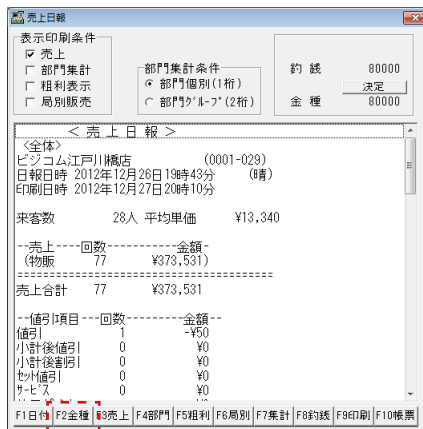 売上日報
表示印刷条件
売上
部門集計
粗利表示
局別販売
部門集計条件
部門個別(1桁)
部門ｸﾞﾙｰﾌﾟ(2桁)
釣 銭 80000
決定
金 種 80000
< 売 上 日 報 >
<全体>
ビジコム江戸川橋店 (0001-029)
日報日時 2012年12月26日19時43分 (晴)
印刷日時 2012年12月27日20時10分
来客数 28人 平均単価 ¥13,340
--売上----回数----------金額-
(物販 77 ¥373,531)
======================================
売上合計 77 ¥373,531
--値引項目---回数--------金額--
値引 1 -¥50
小計後値引 0 ¥0
小計後割引 0 ¥0
ｾｯﾄ値引 0 ¥0
ｻｰﾋﾞｽ 0 ¥0
F1日付 F2金種 F3売上 F4部門 F5粗利 F6局別 F7集計 F8釣銭 F9印刷 F10帳票